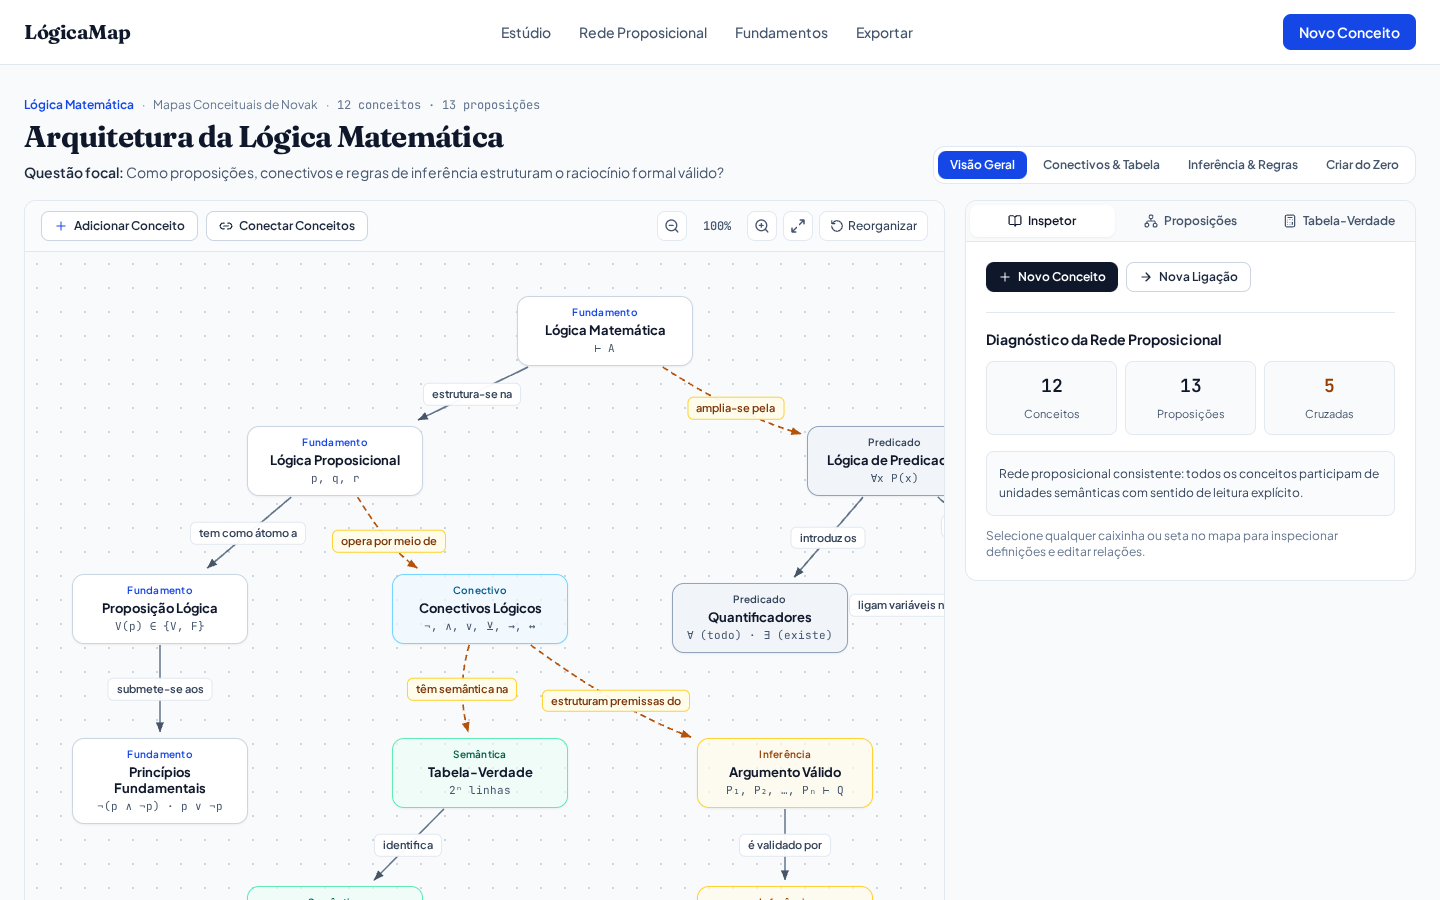 LógicaMap
Estúdio
Rede Proposicional
Fundamentos
Exportar
Novo Conceito
Lógica Matemática · Mapas Conceituais de Novak · 12 conceitos · 13 proposições
Arquitetura da Lógica Matemática
Questão focal: Como proposições, conectivos e regras de inferência estruturam o raciocínio formal válido?
Visão Geral
Conectivos & Tabela
Inferência & Regras
Criar do Zero
Adicionar Conceito
Conectar Conceitos
100%
Reorganizar
Fundamento
Lógica Matemática
⊢ A
estrutura-se na
amplia-se pela
Fundamento
Lógica Proposicional
p, q, r
Predicado
Lógica de Predicad
∀x P(x)
tem como átomo a
opera por meio de
introduz os
Fundamento
Proposição Lógica
V(p) ∈ {V, F}
Conectivo
Conectivos Lógicos
¬, ∧, ∨, ⊻, →, ↔
Predicado
Quantificadores
∀ (todo) · ∃ (existe)
ligam variáveis n
submete-se aos
têm semântica na
estruturam premissas do
Fundamento
Princípios
Fundamentais
¬(p ∧ ¬p) · p ∨ ¬p
Semântica
Tabela-Verdade
2ⁿ linhas
Inferência
Argumento Válido
P₁, P₂, …, Pₙ ⊢ Q
identifica
é validado por
Inspetor
Proposições
Tabela-Verdade
Novo Conceito
Nova Ligação
Diagnóstico da Rede Proposicional
12
Conceitos
13
Proposições
5
Cruzadas
Rede proposicional consistente: todos os conceitos participam de
unidades semânticas com sentido de leitura explícito.
Selecione qualquer caixinha ou seta no mapa para inspecionar
definições e editar relações.